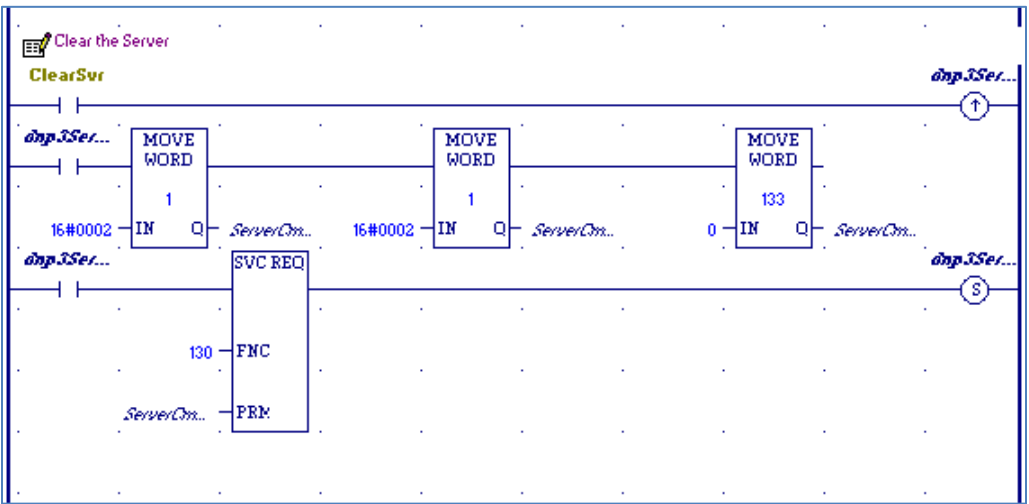 Clear the Server
ClearSvr dnp3Ser...
↑
dnp3Ser... MOVE WORD MOVE WORD MOVE WORD
1 1 133
16#0002 IN Q ServerCm... 16#0002 IN Q ServerCm... 0 IN Q ServerCm...
dnp3Ser... SVC REQ dnp3Ser...
S
130 FNC
ServerCm... PRM